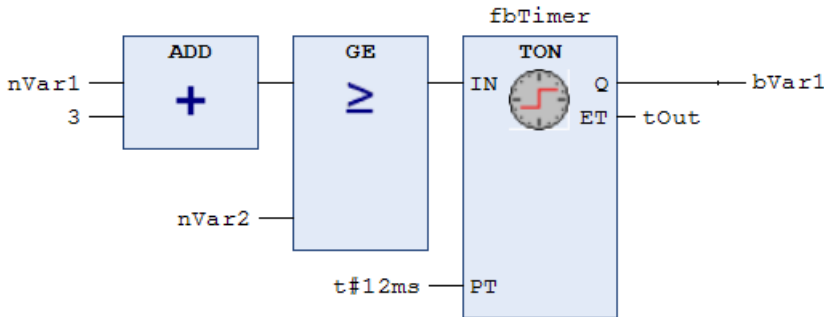 fbTimer
ADD
GE
TON
nVar1
+
≥
IN
Q
bVar1
3
ET
tOut
nVar2
t#12ms
PT